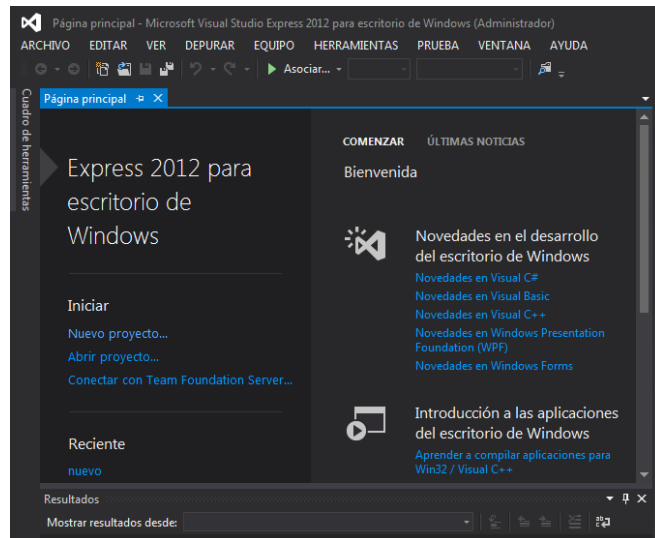 Página principal - Microsoft Visual Studio Express 2012 para escritorio de Windows (Administrador)
ARCHIVO EDITAR VER DEPURAR EQUIPO HERRAMIENTAS PRUEBA VENTANA AYUDA
Asociar...
Cuadro de herramientas
Página principal
Express 2012 para
escritorio de
Windows
Iniciar
Nuevo proyecto...
Abrir proyecto...
Conectar con Team Foundation Server...
Reciente
nuevo
COMENZAR ÚLTIMAS NOTICIAS
Bienvenida
Novedades en el desarrollo
del escritorio de Windows
Novedades en Visual C#
Novedades en Visual Basic
Novedades en Visual C++
Novedades en Windows Presentation
Foundation (WPF)
Novedades en Windows Forms
Introducción a las aplicaciones
del escritorio de Windows
Aprender a compilar aplicaciones para
Win32 / Visual C++
Resultados
Mostrar resultados desde: